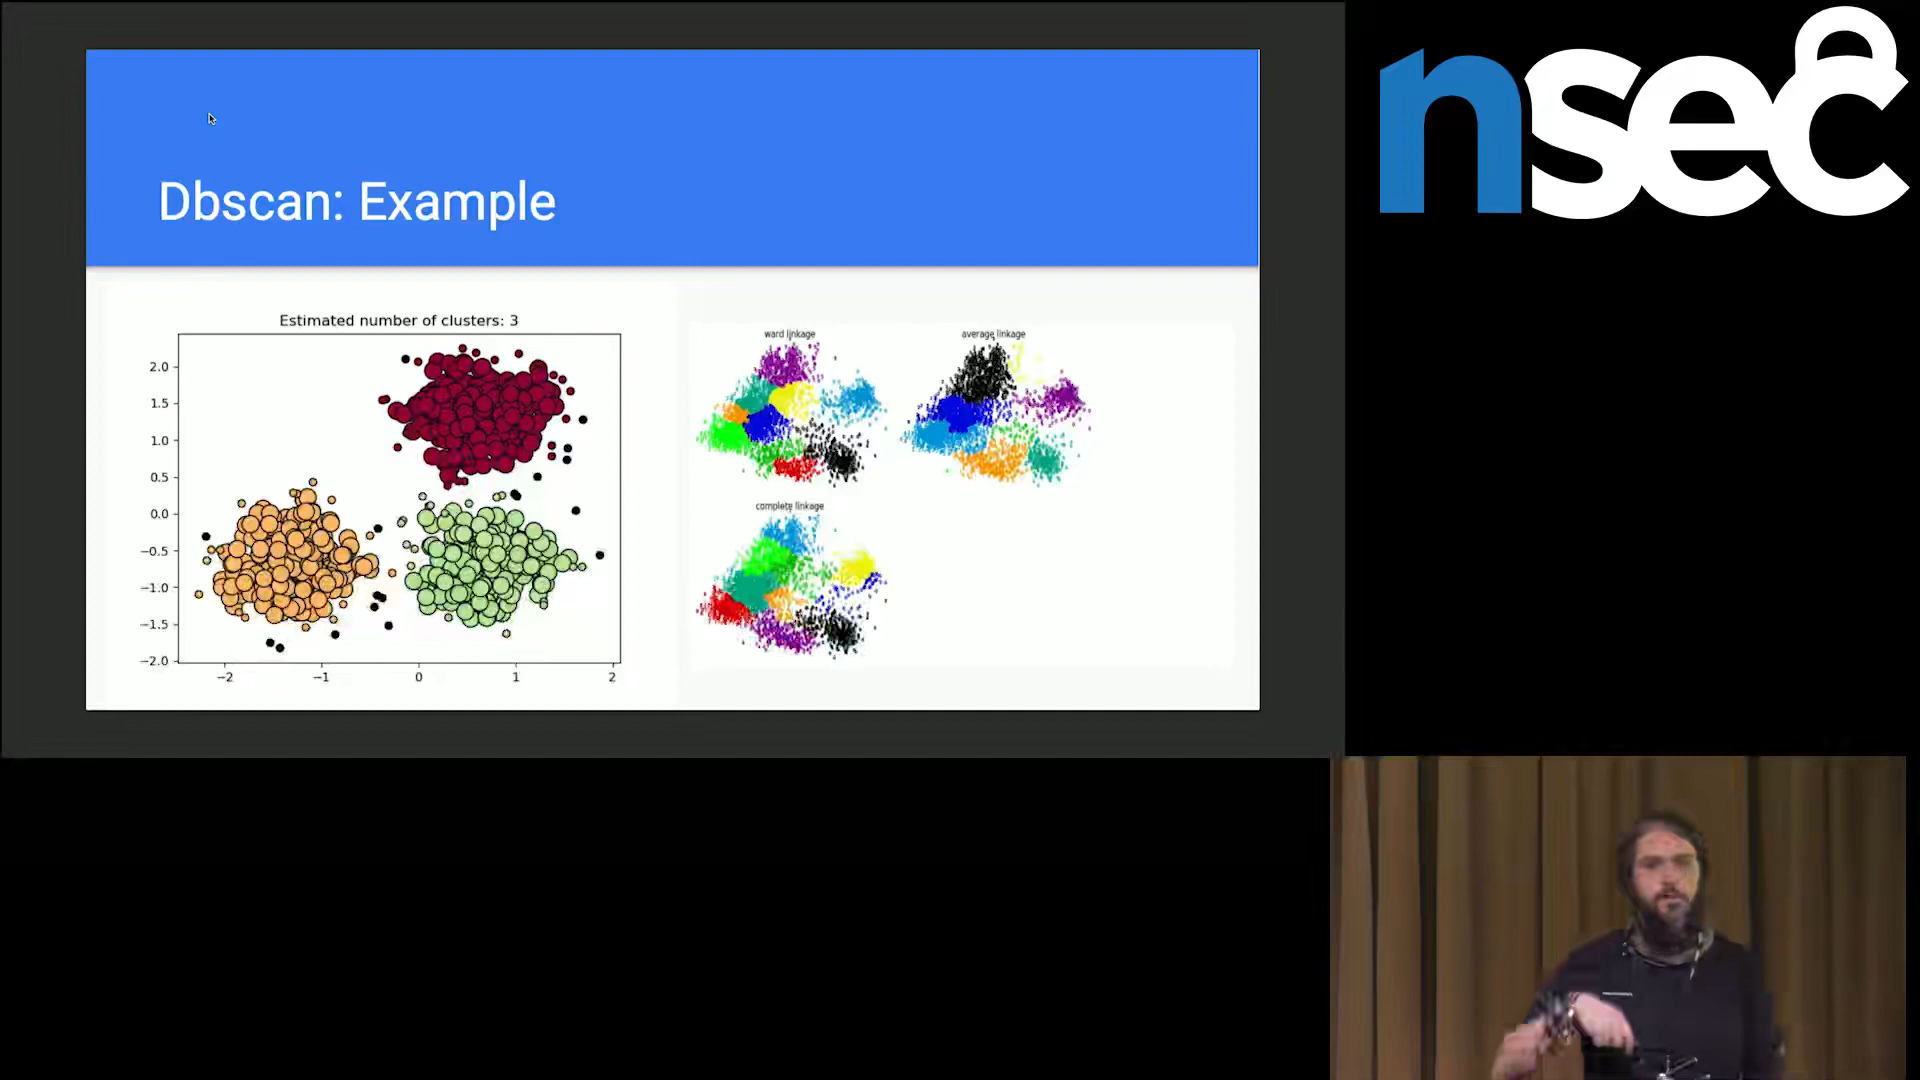 nsec
Dbscan: Example
Estimated number of clusters: 3
2.0
1.5
1.0
0.5
0.0
−0.5
−1.0
−1.5
−2.0
−2
−1
0
1
2
ward linkage
average linkage
complete linkage